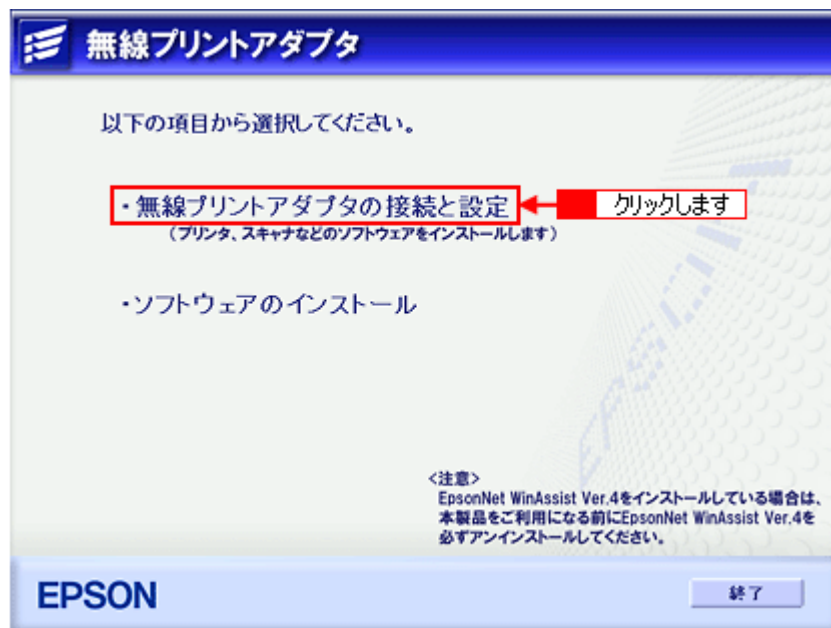 無線プリントアダプタ
以下の項目から選択してください。
・無線プリントアダプタの接続と設定
クリックします
（プリンタ、スキャナなどのソフトウェアをインストールします）
・ソフトウェアのインストール
EPSON
<注意>
EpsonNet WinAssist Ver.4をインストールしている場合は、
本製品をご利用になる前にEpsonNet WinAssist Ver.4を
必ずアンインストールしてください。
EPSON
終了